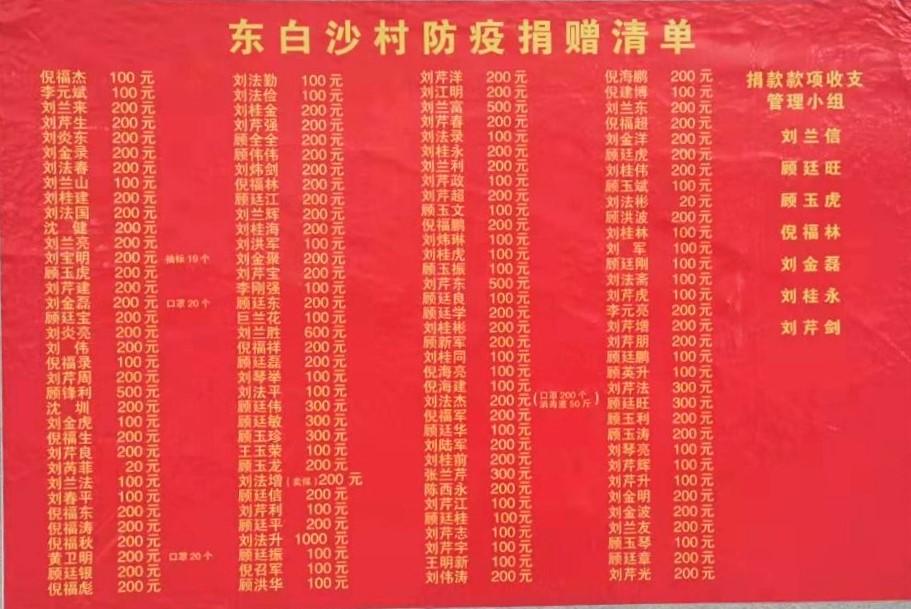 东白沙村防疫捐赠清单
倪福杰 100元
李元斌 100元
刘兰来 200元
刘芹生 200元
刘炎东 200元
刘金录 200元
刘法春 200元
刘兰山 100元
刘桂建 200元
刘法国 200元
沈健 200元
刘兰亮 200元
刘宝明 200元 袖标19个
顾玉虎 200元
刘芹建 200元
刘金磊 200元 口罩20个
顾廷宝 200元
刘炎亮 200元
刘伟 200元
倪福录 100元
刘芹周 200元
顾锋利 500元
沈圳 200元
刘金虎 100元
倪福生 200元
刘芹良 200元
刘芮菲 20元
刘兰法 100元
刘春平 100元
倪福东 200元
倪福涛 200元
倪福秋 200元
黄卫明 200元 口罩20个
顾廷银 200元
倪福彪 200元
刘法勤 100元
刘法俭 100元
刘桂金 200元
刘芹强 200元
顾全全 200元
顾伟伟 200元
刘炜剑 200元
倪福林 200元
顾廷江 200元
刘兰辉 200元
刘桂海 200元
刘洪军 100元
刘金聚 200元
刘芹宝 200元
李刚强 100元
顾廷东 200元
巨兰花 100元
刘兰胜 600元
倪福祥 200元
顾廷磊 200元
刘琴举 100元
刘法平 100元
顾廷伟 300元
顾廷敏 300元
顾玉珍 300元
王玉荣 100元
顾玉龙 200元
刘法增 200元
顾廷信 200元
刘芹利 100元
顾廷平 200元
刘法升 1000元
顾廷振 100元
倪召军 100元
顾洪华 100元
刘芹洋 200元
刘江明 200元
刘兰富 500元
刘芹春 200元
刘法录 100元
刘桂永 200元
刘兰利 200元
刘芹政 100元
刘芹超 200元
顾玉文 100元
倪福鹏 200元
刘炜琳 100元
刘桂虎 200元
顾玉振 100元
刘芹东 500元
顾廷良 100元
顾廷学 200元
刘桂彬 200元
顾新军 200元
刘桂同 100元
倪海亮 100元
倪海建 100元
刘法杰 200元(口罩200个 消毒液50斤)
倪福军 200元
顾廷华 100元
刘陆军 200元
刘桂前 200元
张兰芹 300元
陈西永 200元
刘芹江 100元
顾廷桂 100元
刘芹志 100元
刘芹宇 100元
王明新 100元
刘伟涛 200元
倪海鹏 200元
倪建博 100元
刘兰东 200元
倪福超 200元
刘金洋 200元
顾廷虎 200元
刘桂伟 200元
顾玉斌 100元
刘法彬 20元
顾洪波 200元
刘桂林 100元
刘军 100元
顾廷刚 100元
刘法斋 100元
刘芹虎 100元
李元亮 200元
刘芹增 200元
刘芹朋 200元
顾廷鹏 100元
顾英升 100元
刘芹法 300元
顾廷旺 300元
顾玉利 200元
顾玉涛 200元
刘琴亮 100元
刘芹辉 100元
刘芹升 100元
刘金明 200元
刘金波 200元
刘兰友 200元
顾玉琴 100元
顾廷章 200元
刘芹光 200元
捐款款项收支
管理小组
刘兰信
顾廷旺
顾玉虎
倪福林
刘金磊
刘桂永
刘芹剑